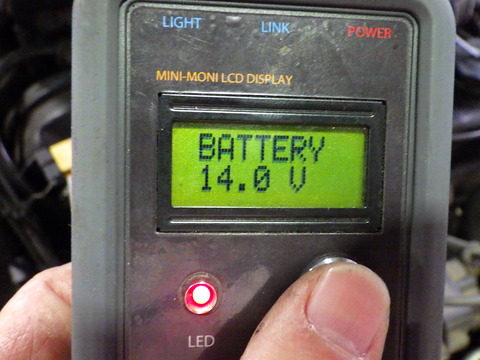 LIGHT
LINK
POWER
MINI-MONI LCD DISPLAY
BATTERY
14.0 V
LED